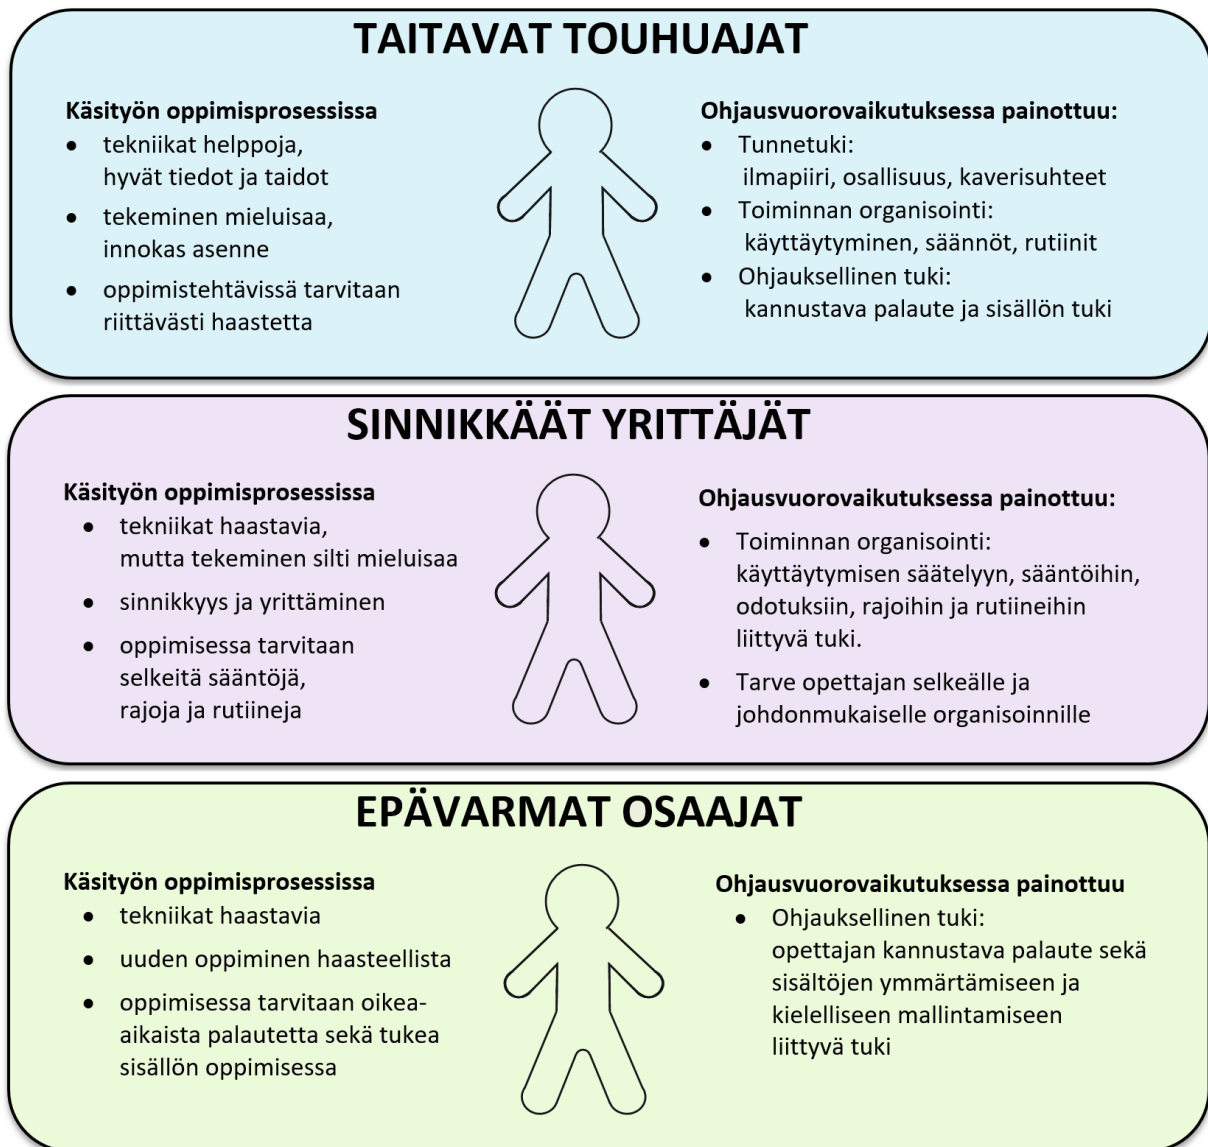 TAITAVAT TOUHUAJAT
Käsityön oppimisprosessissa
• tekniikat helppoja,
hyvät tiedot ja taidot
• tekeminen mieluisaa,
innokas asenne
• oppimistehtävissä tarvitaan
riittävästi haastetta
Ohjausvuorovaikutuksessa painottuu:
• Tunnetuki:
ilmapiiri, osallisuus, kaverisuhteet
• Toiminnan organisointi:
käyttäytyminen, säännöt, rutiinit
• Ohjauksellinen tuki:
kannustava palaute ja sisällön tuki
SINNIKKÄÄT YRITTÄJÄT
Käsityön oppimisprosessissa
• tekniikat haastavia,
mutta tekeminen silti mieluisaa
• sinnikkyys ja yrittäminen
• oppimisessa tarvitaan
selkeitä sääntöjä,
rajoja ja rutiineja
Ohjausvuorovaikutuksessa painottuu:
• Toiminnan organisointi:
käyttäytymisen säätelyyn, sääntöihin,
odotuksiin, rajoihin ja rutiineihin
liittyvä tuki.
• Tarve opettajan selkeälle ja
johdonmukaiselle organisoinnille
EPÄVARMAT OSAAJAT
Käsityön oppimisprosessissa
• tekniikat haastavia
• uuden oppiminen haasteellista
• oppimisessa tarvitaan oikea-
aikaista palautetta sekä tukea
sisällön oppimisessa
Ohjausvuorovaikutuksessa painottuu
• Ohjauksellinen tuki:
opettajan kannustava palaute sekä
sisältöjen ymmärtämiseen ja
kielelliseen mallintamiseen
liittyvä tuki